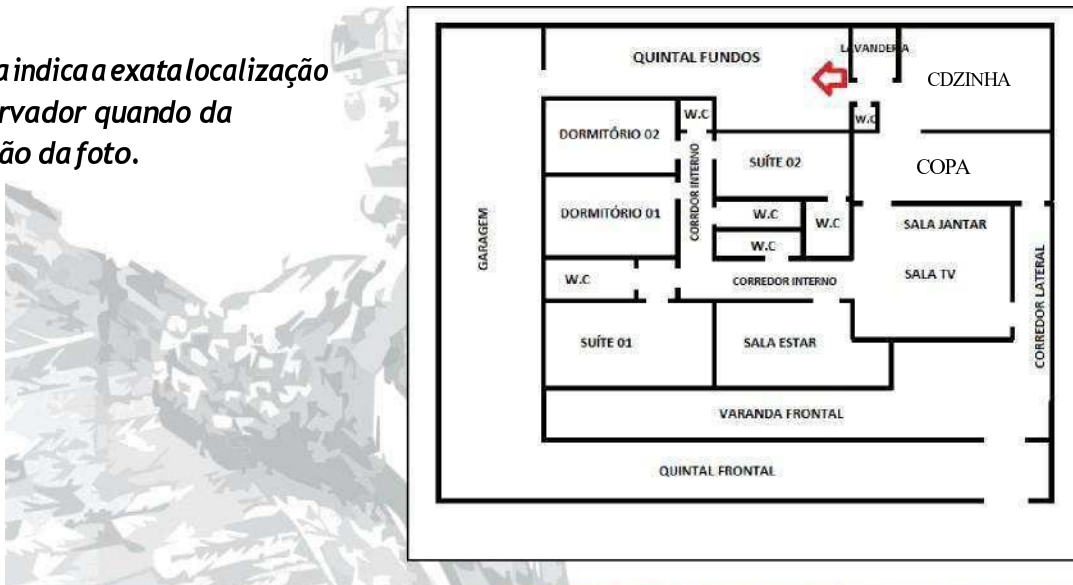 a indica a exata localização
rvador quando da
ão da foto.
QUINTAL FUNDOS
LAVANDERIA
CDZINHA
W.C
W.C
DORMITÓRIO 02
SUÍTE 02
COPA
CORRDOR INTERNO
GARAGEM
DORMITÓRIO 01
W.C
W.C
SALA JANTAR
W.C
SALA TV
W.C
CORREDOR INTERNO
CORREDOR LATERAL
SUÍTE 01
SALA ESTAR
VARANDA FRONTAL
QUINTAL FRONTAL